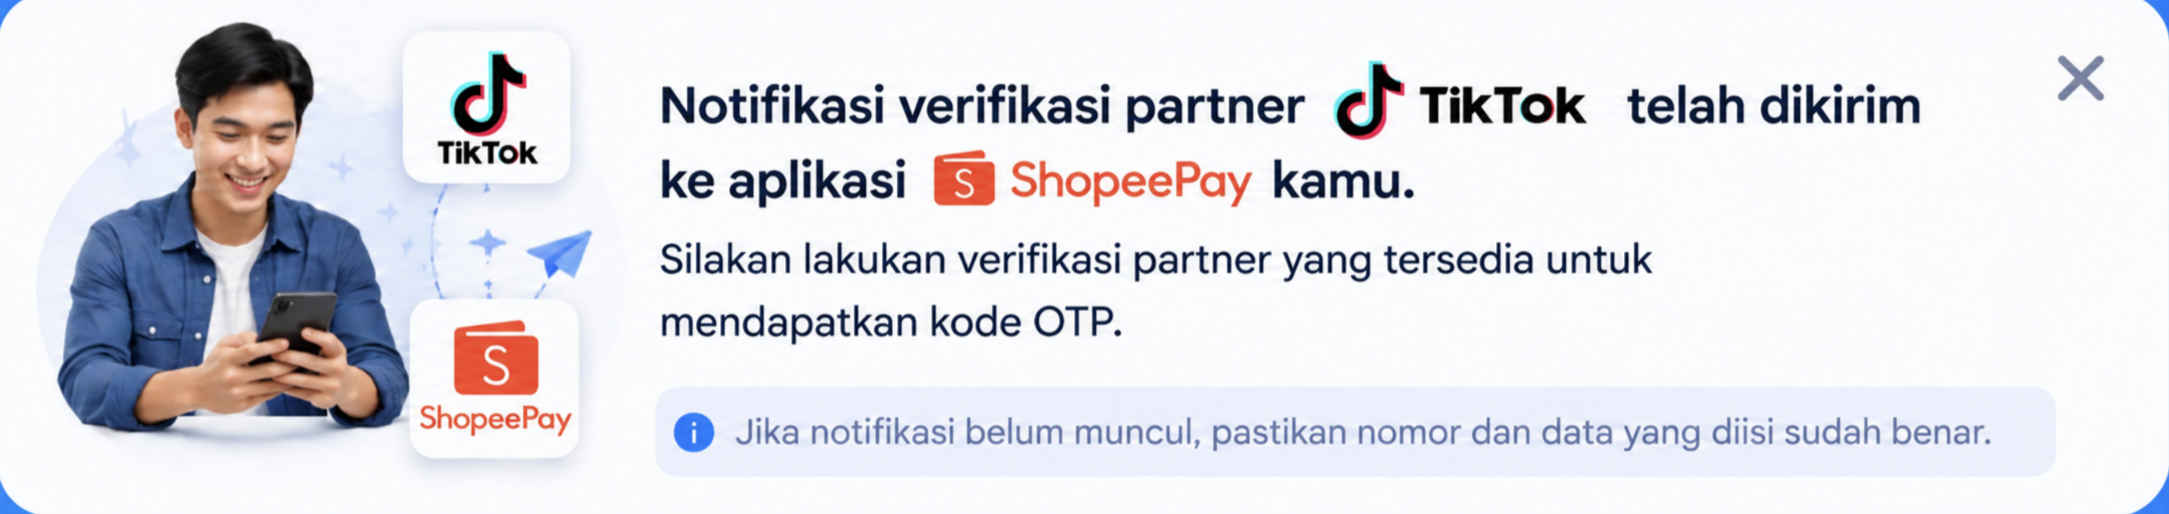 TikTok
ShopeePay
Notifikasi verifikasi partner TikTok telah dikirim
ke aplikasi S ShopeePay kamu.
Silakan lakukan verifikasi partner yang tersedia untuk
mendapatkan kode OTP.
i Jika notifikasi belum muncul, pastikan nomor dan data yang diisi sudah benar.